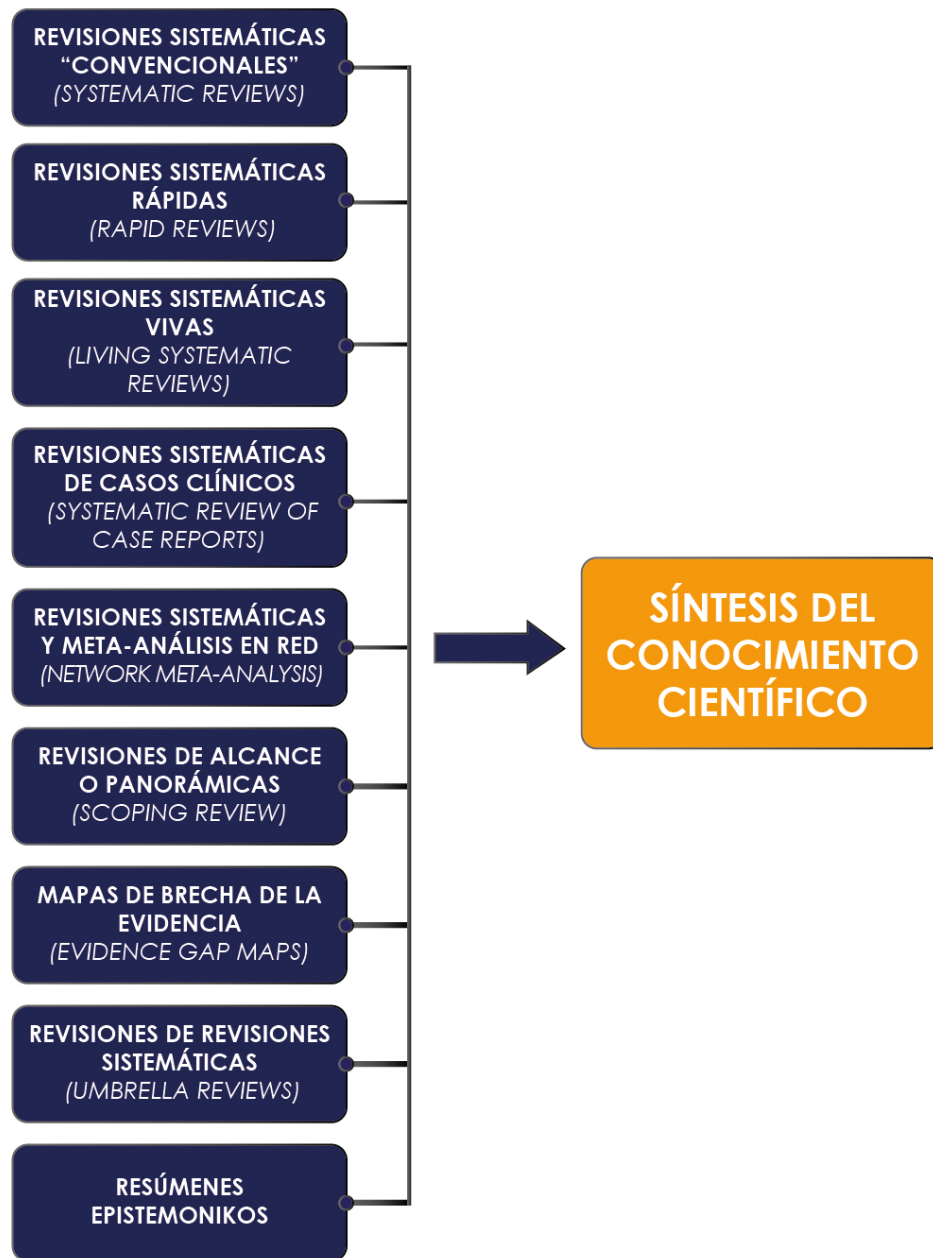 REVISIONES SISTEMÁTICAS
“CONVENCIONALES”
(SYSTEMATIC REVIEWS)
REVISIONES SISTEMÁTICAS
RÁPIDAS
(RAPID REVIEWS)
REVISIONES SISTEMÁTICAS
VIVAS
(LIVING SYSTEMATIC
REVIEWS)
REVISIONES SISTEMÁTICAS
DE CASOS CLÍNICOS
(SYSTEMATIC REVIEW OF
CASE REPORTS)
REVISIONES SISTEMÁTICAS
Y META-ANÁLISIS EN RED
(NETWORK META-ANALYSIS)
REVISIONES DE ALCANCE
O PANORÁMICAS
(SCOPING REVIEW)
MAPAS DE BRECHA DE LA
EVIDENCIA
(EVIDENCE GAP MAPS)
REVISIONES DE REVISIONES
SISTEMÁTICAS
(UMBRELLA REVIEWS)
RESÚMENES
EPISTEMONIKOS
SÍNTESIS DEL
CONOCIMIENTO
CIENTÍFICO